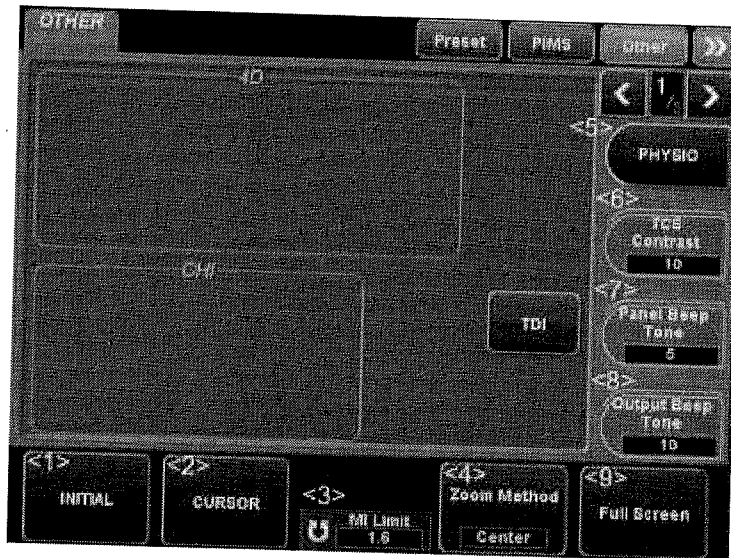 OTHER
Preset
PIMS
Other
4D
1/3
<5>
PHYSIO
<6>
TCS
Contrast
10
CHI
<7>
TDI
Panel Beep
Tone
5
<8>
Output Beep
Tone
10
<1>
INITIAL
<2>
CURSOR
<3>
MI Limit
1.6
<4>
Zoom Method
Center
<9>
Full Screen